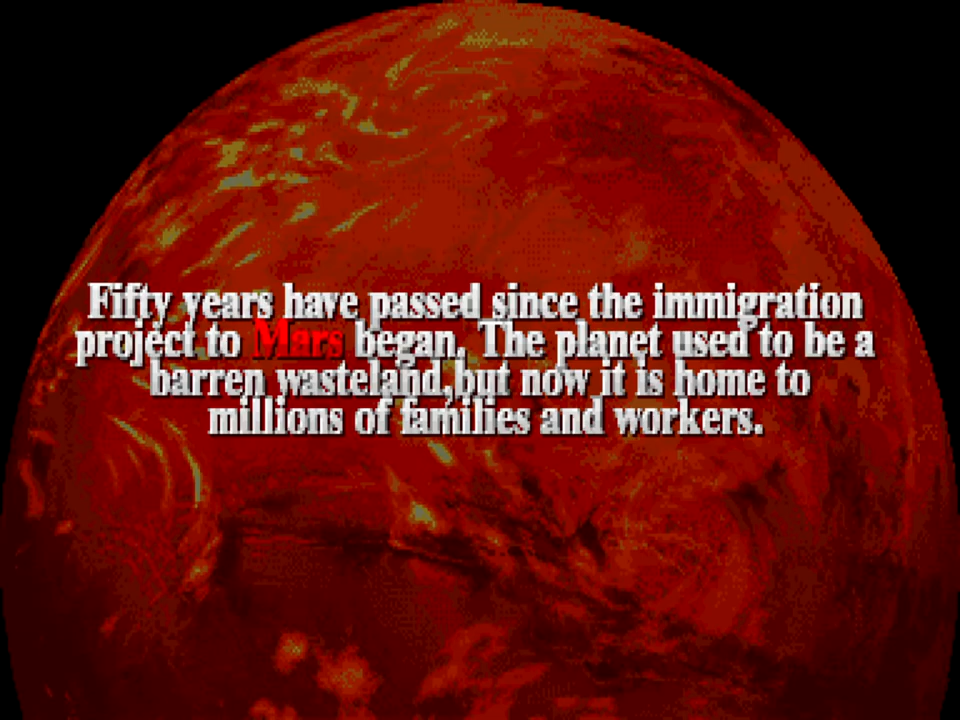 Fifty years have passed since the immigration
project to Mars began. The planet used to be a
barren wasteland,but now it is home to
millions of families and workers.